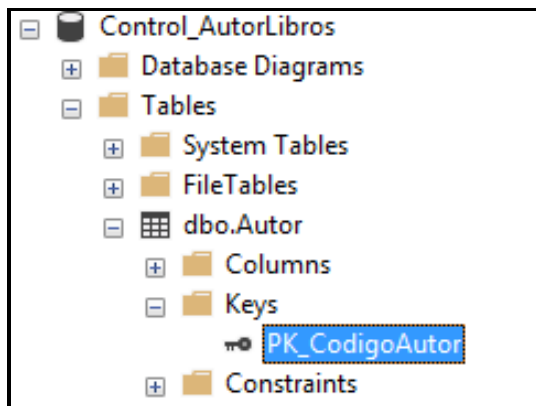 Control_AutorLibros
Database Diagrams
Tables
System Tables
FileTables
dbo.Autor
Columns
Keys
PK_CodigoAutor
Constraints